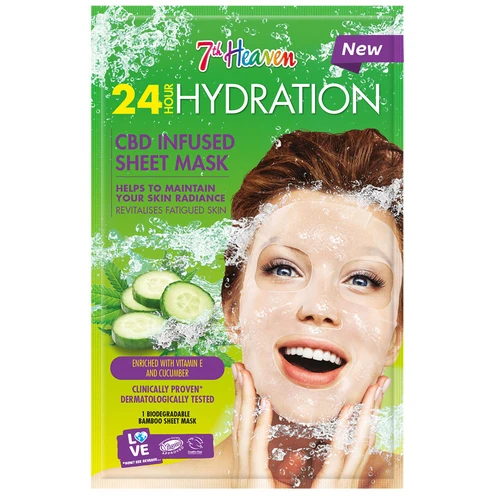 7th Heaven
New
24 HOUR HYDRATION
CBD INFUSED
SHEET MASK
HELPS TO MAINTAIN
YOUR SKIN RADIANCE
REVITALISES FATIGUED SKIN
ENRICHED WITH VITAMIN E
AND CUCUMBER
CLINICALLY PROVEN*
DERMATOLOGICALLY TESTED
1 BIODEGRADABLE
BAMBOO SHEET MASK
LOVE